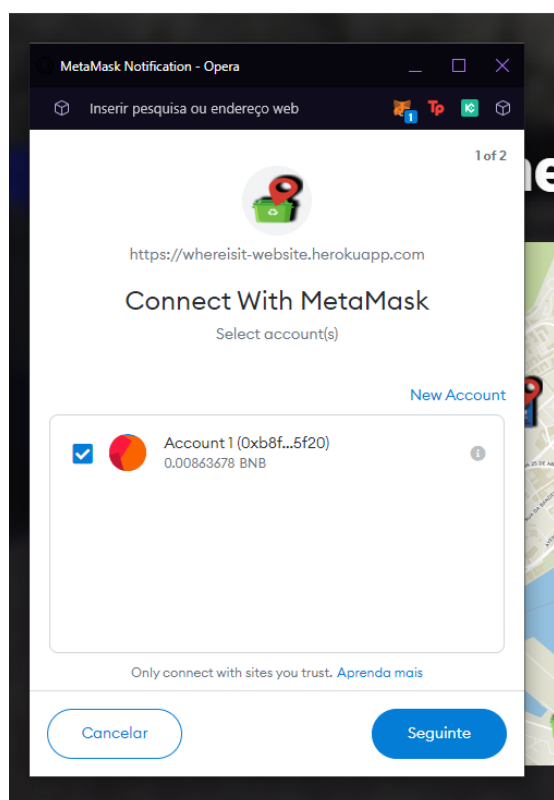 MetaMask Notification - Opera
Inserir pesquisa ou endereço web
1
Tp
1 of 2
https://whereisit-website.herokuapp.com
Connect With MetaMask
Select account(s)
New Account
Account 1 (0xb8f...5f20)
0.00863678 BNB
Only connect with sites you trust. Aprenda mais
Cancelar
Seguinte